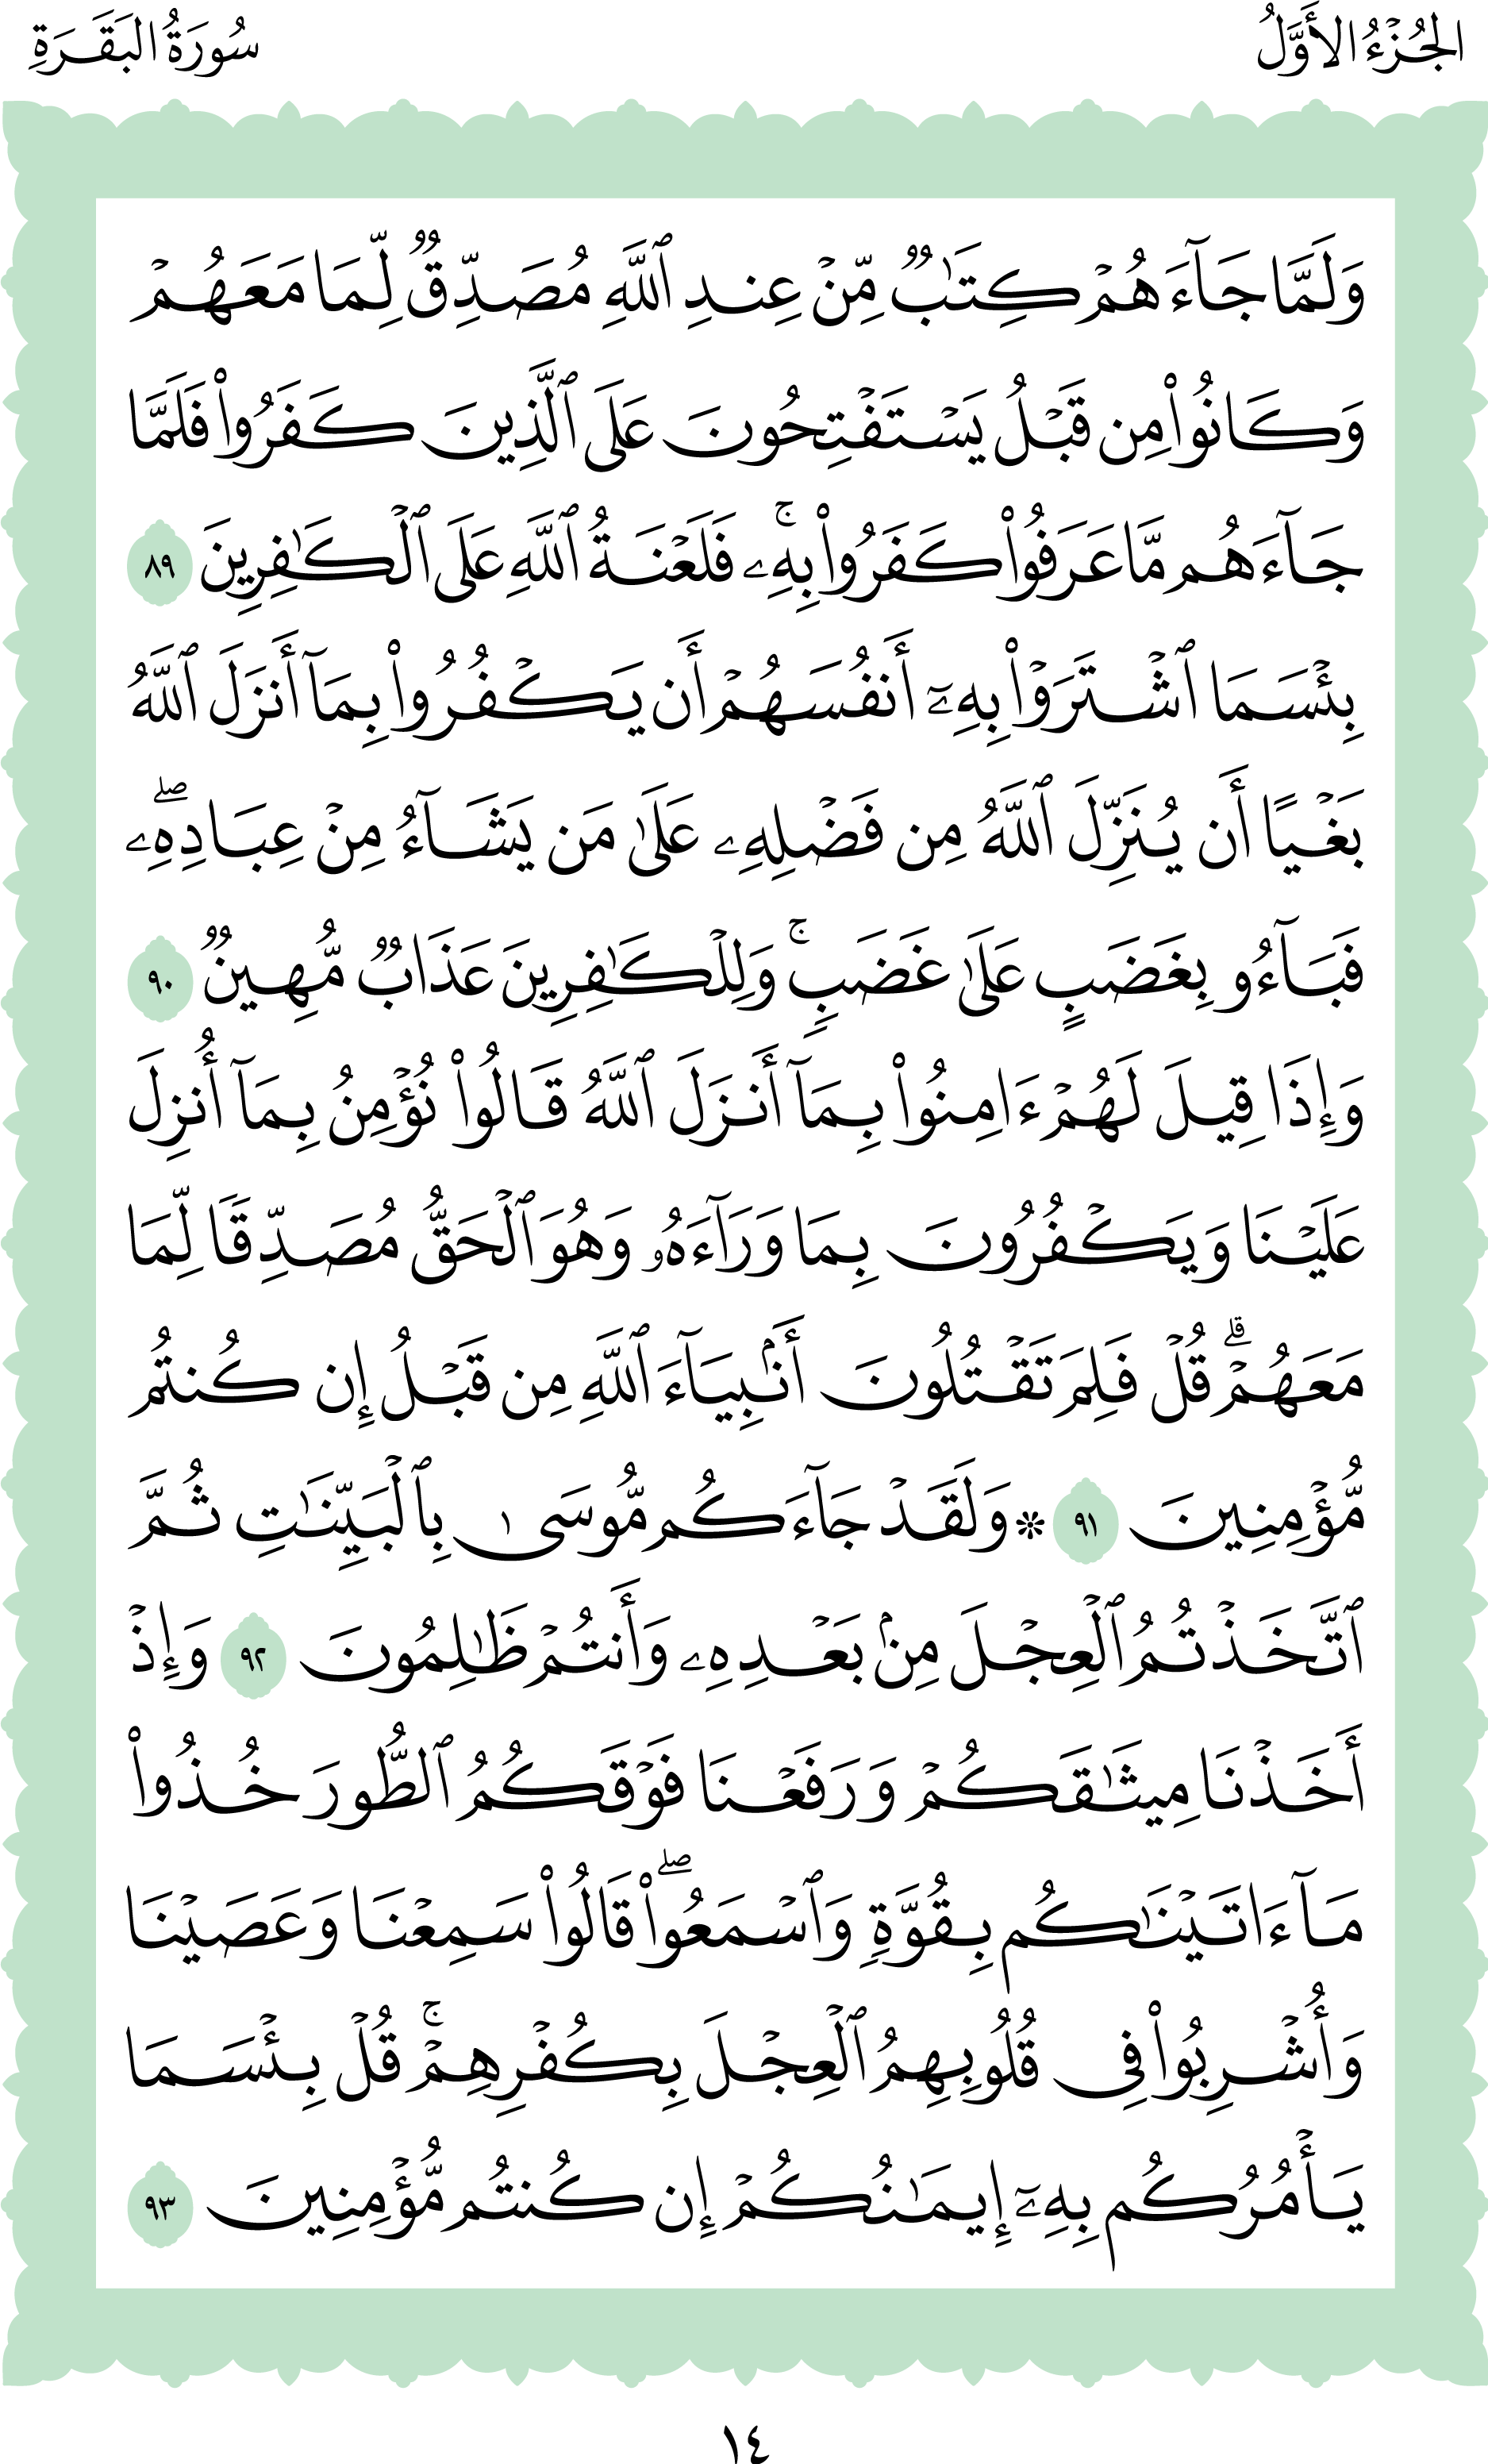 الجُزْءُ الأَوَّلُ
سُورَةُ البَقَرَةِ
وَلَمَّا جَآءَهُمۡ كِتَٰبٞ مِّنۡ عِندِ ٱللَّهِ مُصَدِّقٞ لِّمَا مَعَهُمۡ
وَكَانُواْ مِن قَبۡلُ يَسۡتَفۡتِحُونَ عَلَى ٱلَّذِينَ كَفَرُواْ فَلَمَّا
جَآءَهُم مَّا عَرَفُواْ كَفَرُواْ بِهِۦۚ فَلَعۡنَةُ ٱللَّهِ عَلَى ٱلۡكَٰفِرِينَ ٨٩
بِئۡسَمَا ٱشۡتَرَوۡاْ بِهِۦٓ أَنفُسَهُمۡ أَن يَكۡفُرُواْ بِمَآ أَنزَلَ ٱللَّهُ
بَغۡيًا أَن يُنَزِّلَ ٱللَّهُ مِن فَضۡلِهِۦ عَلَىٰ مَن يَشَآءُ مِنۡ عِبَادِهِۦۖ
فَبَآءُو بِغَضَبٍ عَلَىٰ غَضَبٖۚ وَلِلۡكَٰفِرِينَ عَذَابٞ مُّهِينٞ ٩٠
وَإِذَا قِيلَ لَهُمۡ ءَامِنُواْ بِمَآ أَنزَلَ ٱللَّهُ قَالُواْ نُؤۡمِنُ بِمَآ أُنزِلَ
عَلَيۡنَا وَيَكۡفُرُونَ بِمَا وَرَآءَهُۥ وَهُوَ ٱلۡحَقُّ مُصَدِّقٗا لِّمَا
مَعَهُمۡۗ قُلۡ فَلِمَ تَقۡتُلُونَ أَنۢبِيَآءَ ٱللَّهِ مِن قَبۡلُ إِن كُنتُم
مُّؤۡمِنِينَ ٩١ ۞وَلَقَدۡ جَآءَكُم مُّوسَىٰ بِٱلۡبَيِّنَٰتِ ثُمَّ
ٱتَّخَذۡتُمُ ٱلۡعِجۡلَ مِنۢ بَعۡدِهِۦ وَأَنتُمۡ ظَٰلِمُونَ ٩٢ وَإِذۡ
أَخَذۡنَا مِيثَٰقَكُمۡ وَرَفَعۡنَا فَوۡقَكُمُ ٱلطُّورَ خُذُواْ
مَآ ءَاتَيۡنَٰكُم بِقُوَّةٖ وَٱسۡمَعُواْۖ قَالُواْ سَمِعۡنَا وَعَصَيۡنَا
وَأُشۡرِبُواْ فِي قُلُوبِهِمُ ٱلۡعِجۡلَ بِكُفۡرِهِمۡۚ قُلۡ بِئۡسَمَا
يَأۡمُرُكُم بِهِۦٓ إِيمَٰنُكُمۡ إِن كُنتُم مُّؤۡمِنِينَ ٩٣
١٤